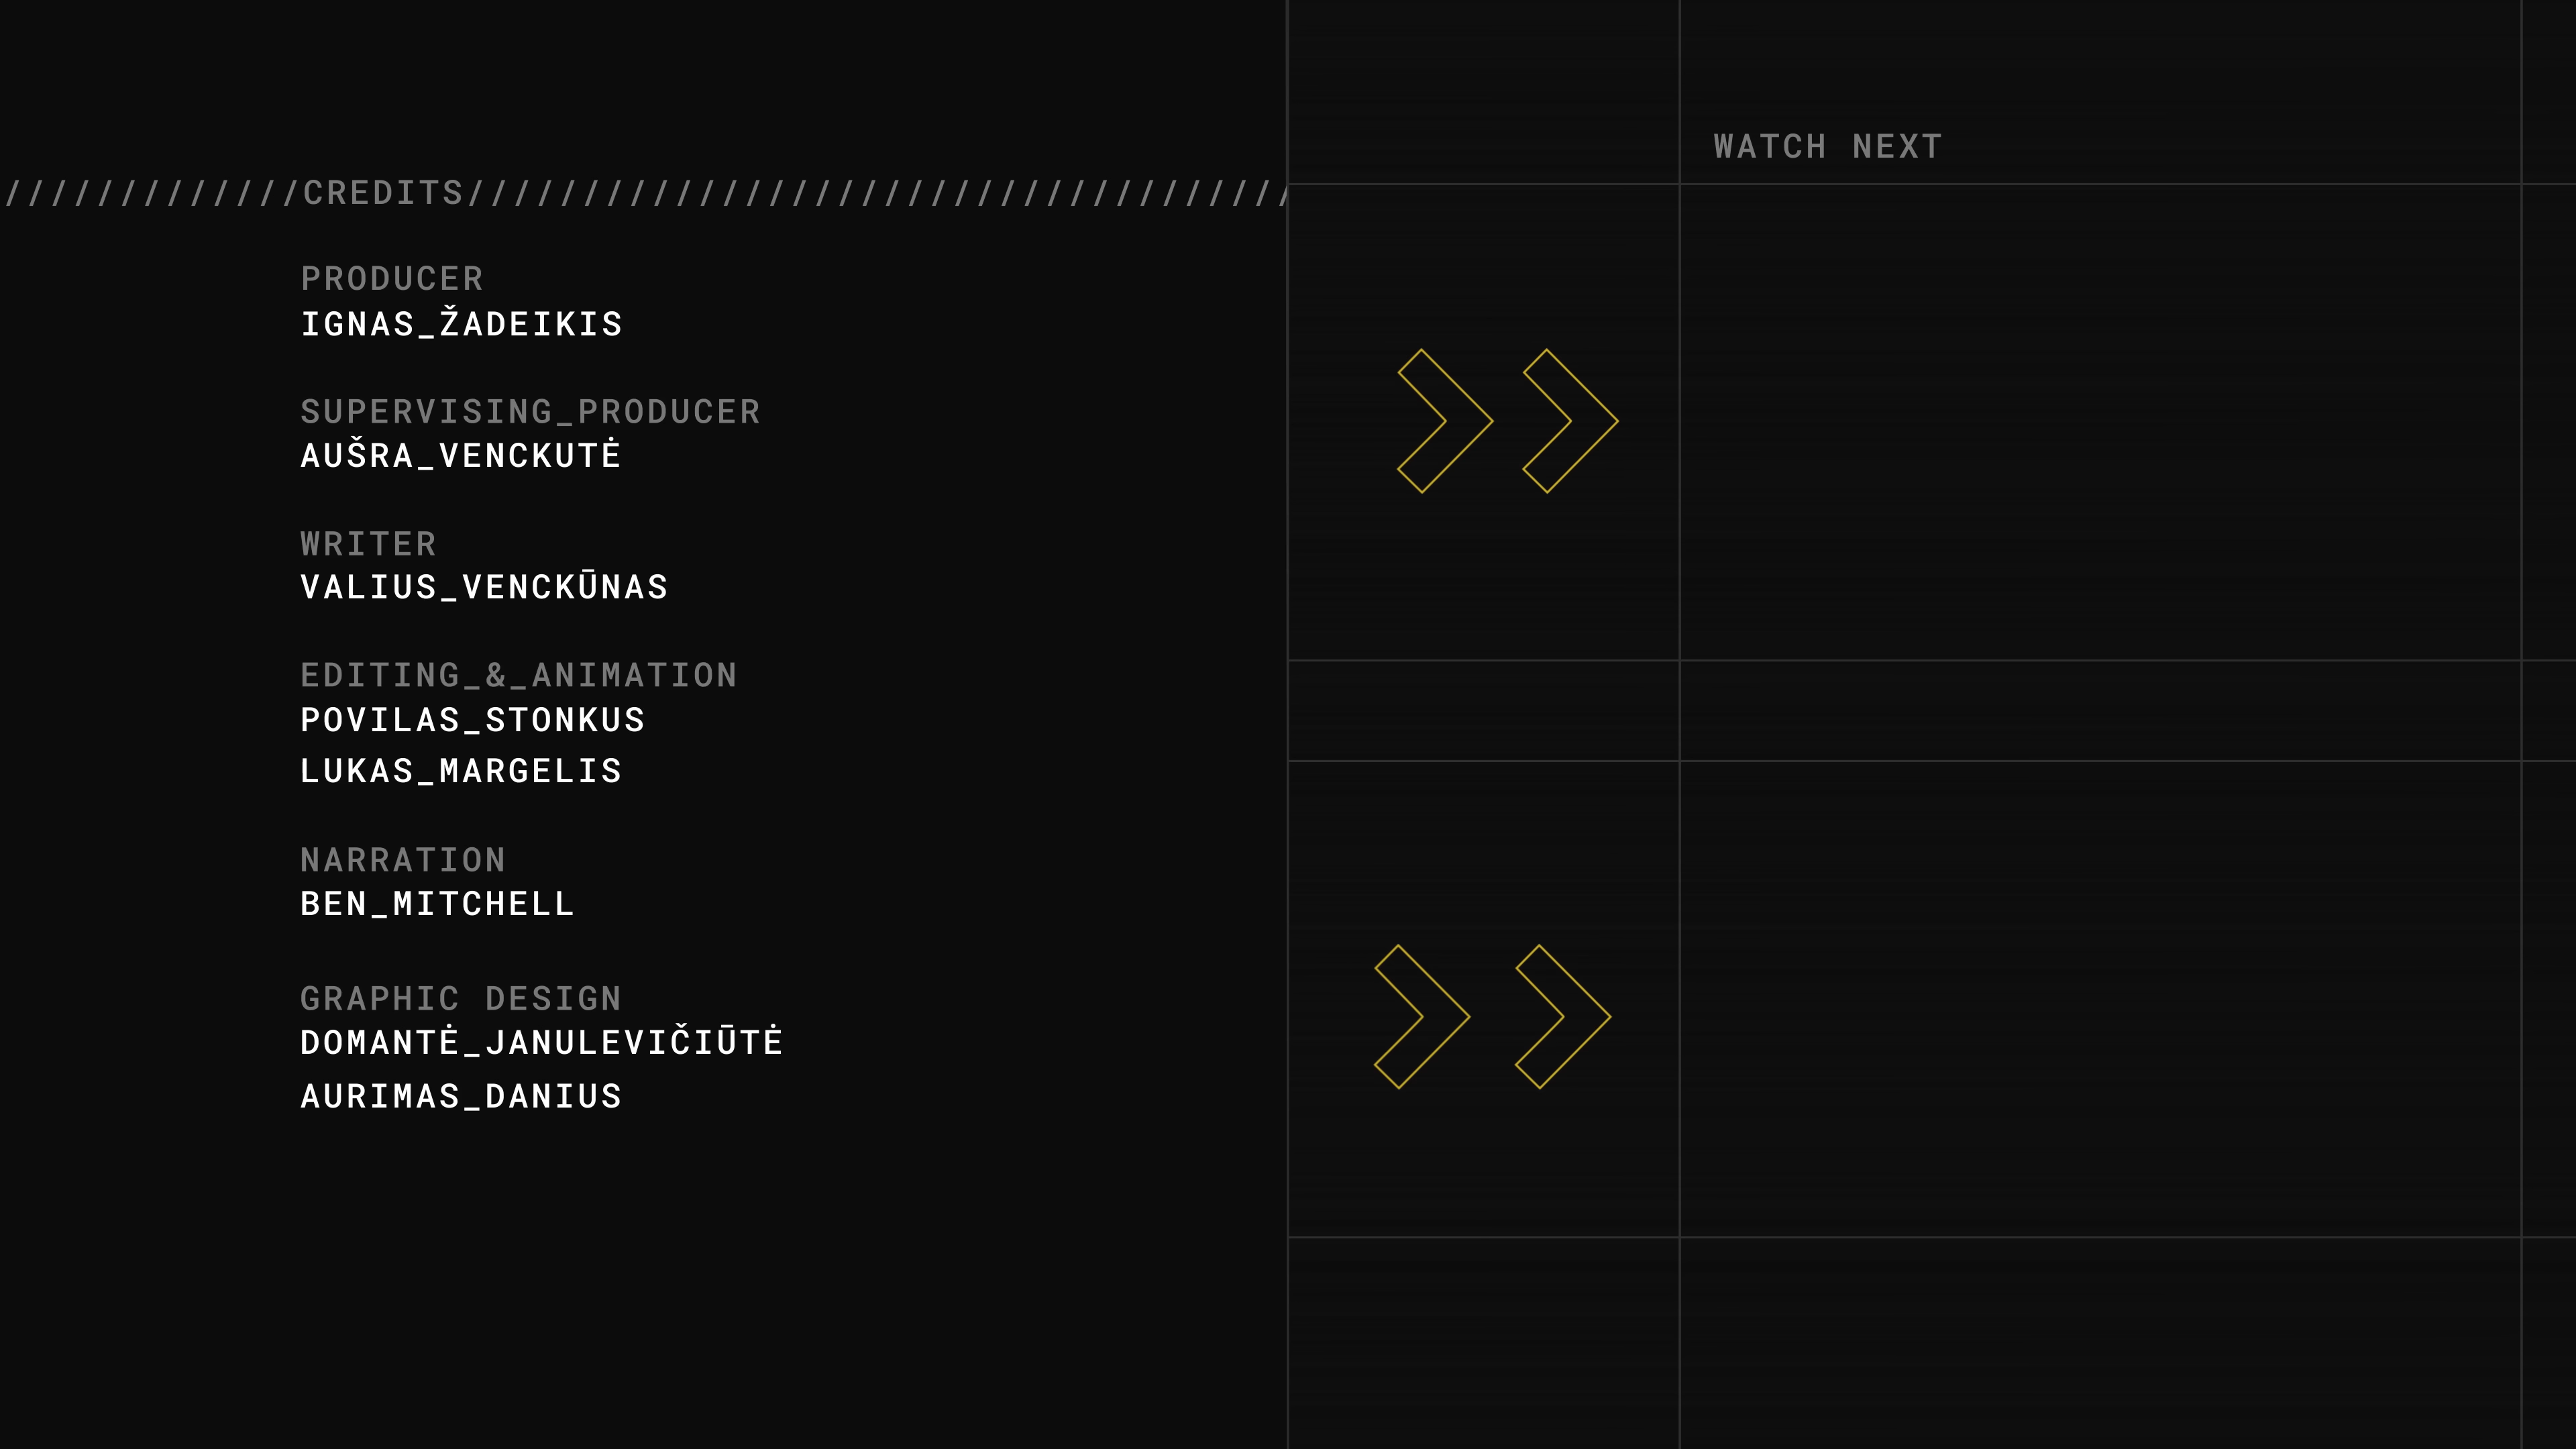 ////////////CREDITS////////////////////////////////////
PRODUCER
IGNAS_ŽADEIKIS
SUPERVISING_PRODUCER
AUŠRA_VENCKUTĖ
WRITER
VALIUS_VENCKŪNAS
EDITING_&_ANIMATION
POVILAS_STONKUS
LUKAS_MARGELIS
NARRATION
BEN_MITCHELL
GRAPHIC DESIGN
DOMANTĖ_JANULEVIČIŪTĖ
AURIMAS_DANIUS
WATCH NEXT